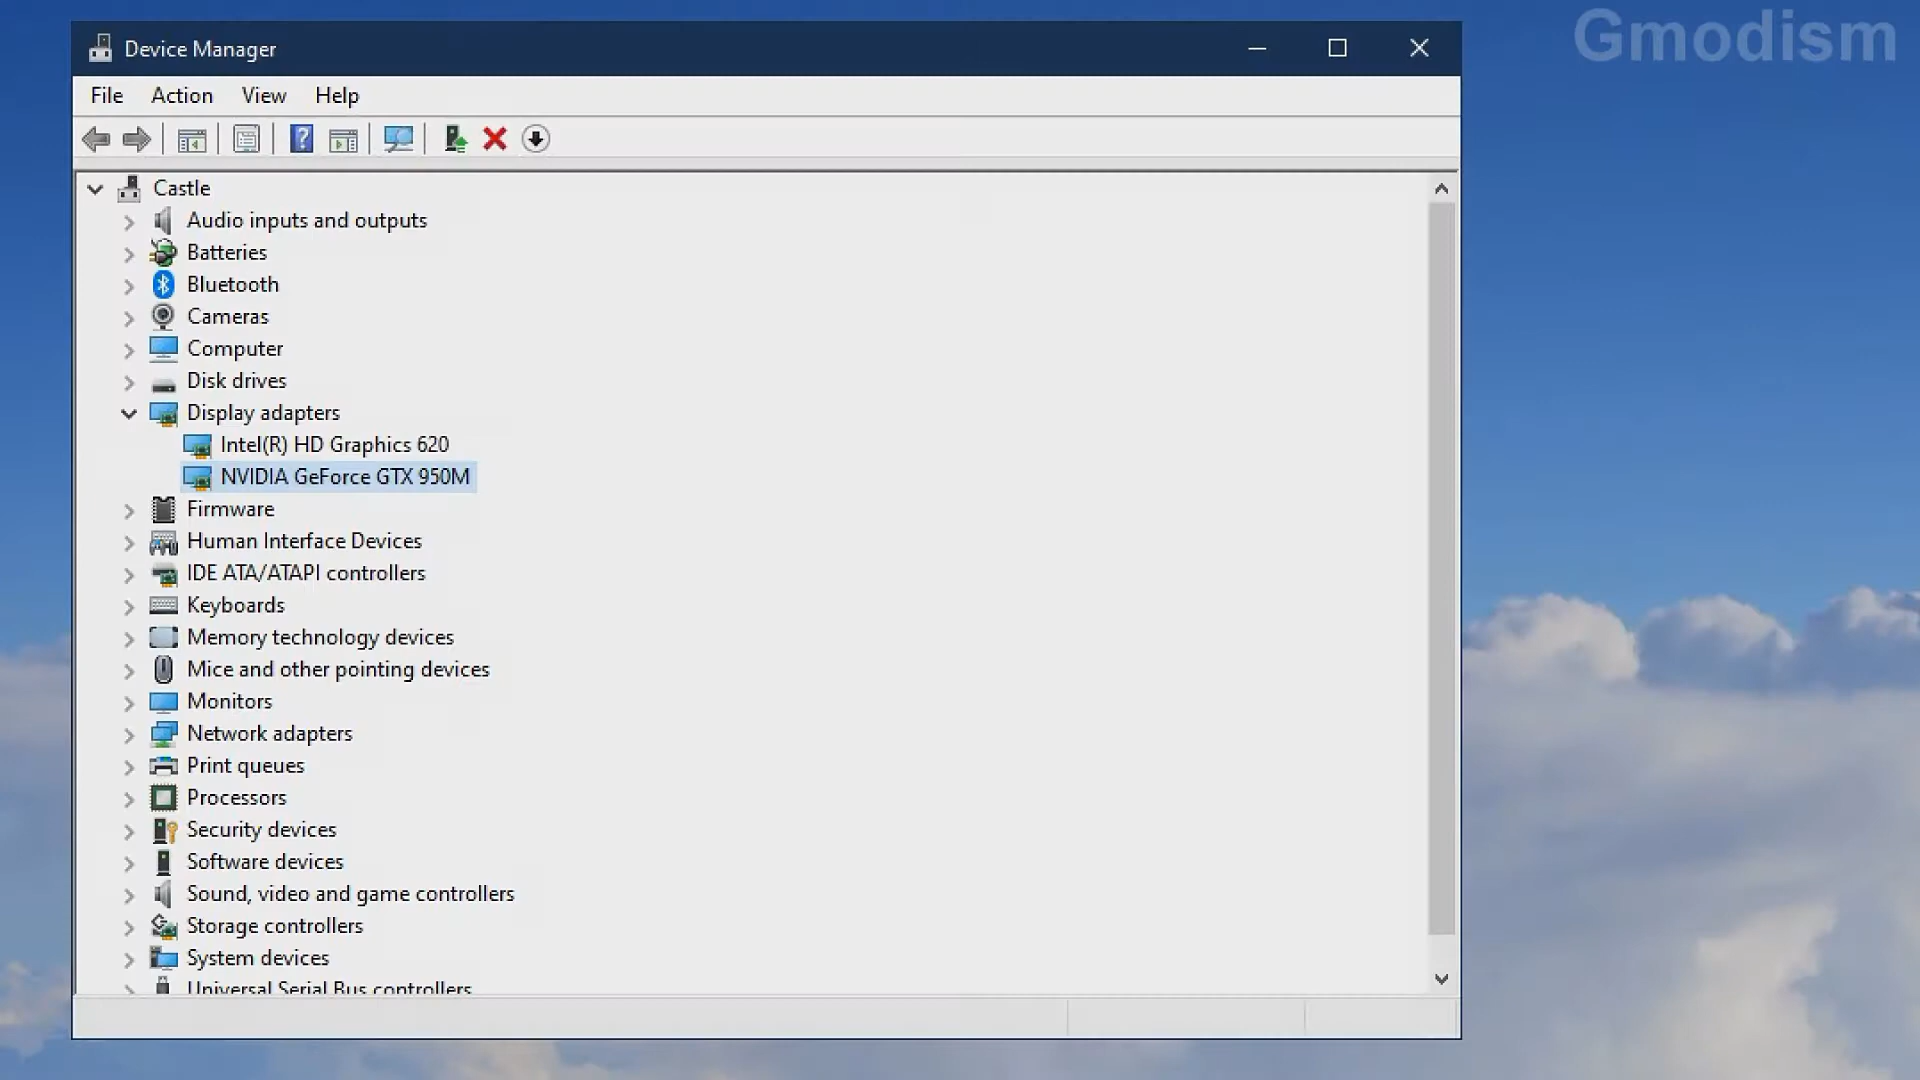 Gmodism
Device Manager
File Action View Help
Castle
Audio inputs and outputs
Batteries
Bluetooth
Cameras
Computer
Disk drives
Display adapters
Intel(R) HD Graphics 620
NVIDIA GeForce GTX 950M
Firmware
Human Interface Devices
IDE ATA/ATAPI controllers
Keyboards
Memory technology devices
Mice and other pointing devices
Monitors
Network adapters
Print queues
Processors
Security devices
Software devices
Sound, video and game controllers
Storage controllers
System devices
Universal Serial Bus controllers